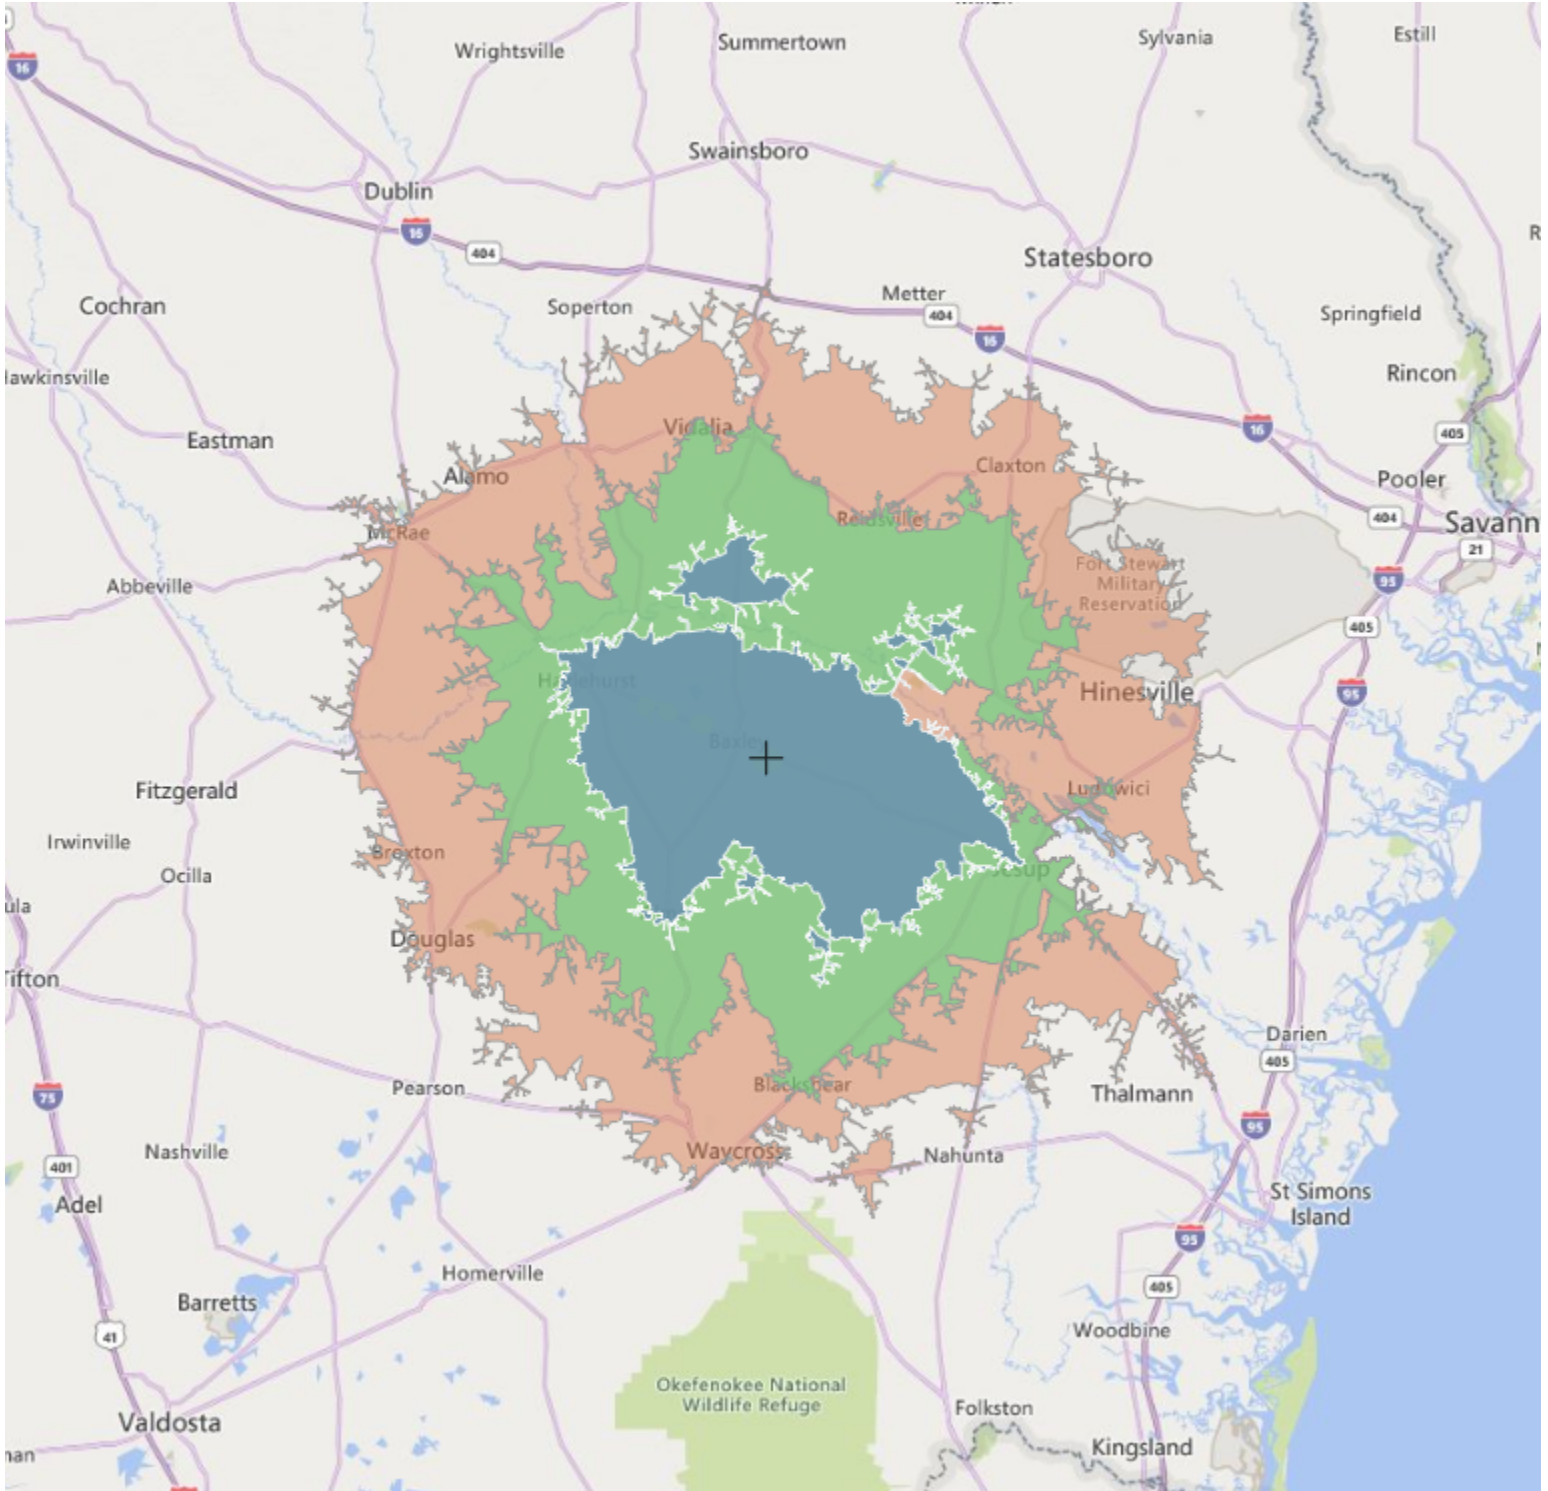 Wrightsville
Summertown
Sylvania
Estill
16
Swainsboro
Dublin
16
404
Statesboro
Cochran
Soperton
Metter
404
16
Springfield
Rincon
Eastman
Vidalia
16
405
Alamo
Claxton
Pooler
McRae
Reidsville
404
Savann
21
Abbeville
Fort Stewart
Military
Reservation
95
405
Hazlehurst
Hinesville
95
Baxley
Fitzgerald
Ludowici
Irwinville
Broxton
Ocilla
Jesup
Douglas
Tifton
Darien
405
75
Pearson
Blackshear
Thalmann
95
Nashville
Waycross
Nahunta
401
Adel
St Simons
Island
95
Homerville
405
Barretts
41
Woodbine
Okefenokee National
Wildlife Refuge
Valdosta
Folkston
Kingsland